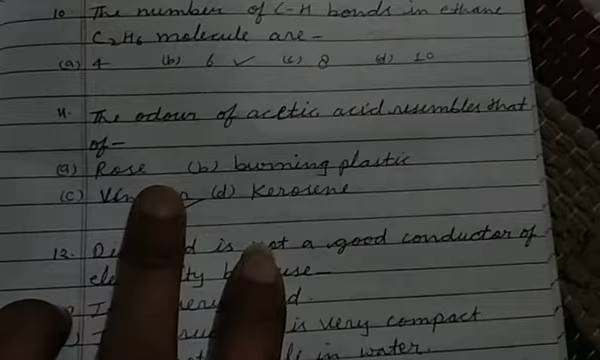 10. The number of C-H bonds in ethane
C2H6 molecule are -
(a) 4 (b) 6 ✓ (c) 8 (d) 10
11. The odour of acetic acid resembles that
of-
(a) Rose (b) burning plastic
(c) (d) Kerosene
12. is not a good conductor of
is very compact
in water.